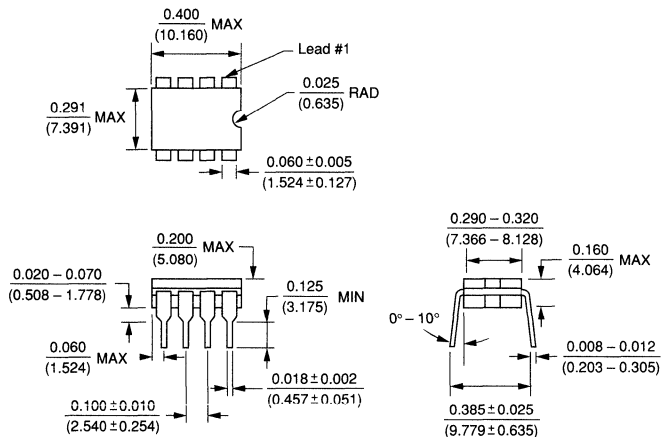 0.400
(10.160)
MAX
Lead #1
0.025
(0.635)
RAD
0.291
(7.391)
MAX
0.060 ± 0.005
(1.524 ± 0.127)
0.200
(5.080)
MAX
0.020 – 0.070
(0.508 – 1.778)
0.125
(3.175)
MIN
0.060
(1.524)
MAX
0.018 ± 0.002
(0.457 ± 0.051)
0.100 ± 0.010
(2.540 ± 0.254)
0.290 – 0.320
(7.366 – 8.128)
0.160
(4.064)
MAX
0° – 10°
0.008 – 0.012
(0.203 – 0.305)
0.385 ± 0.025
(9.779 ± 0.635)